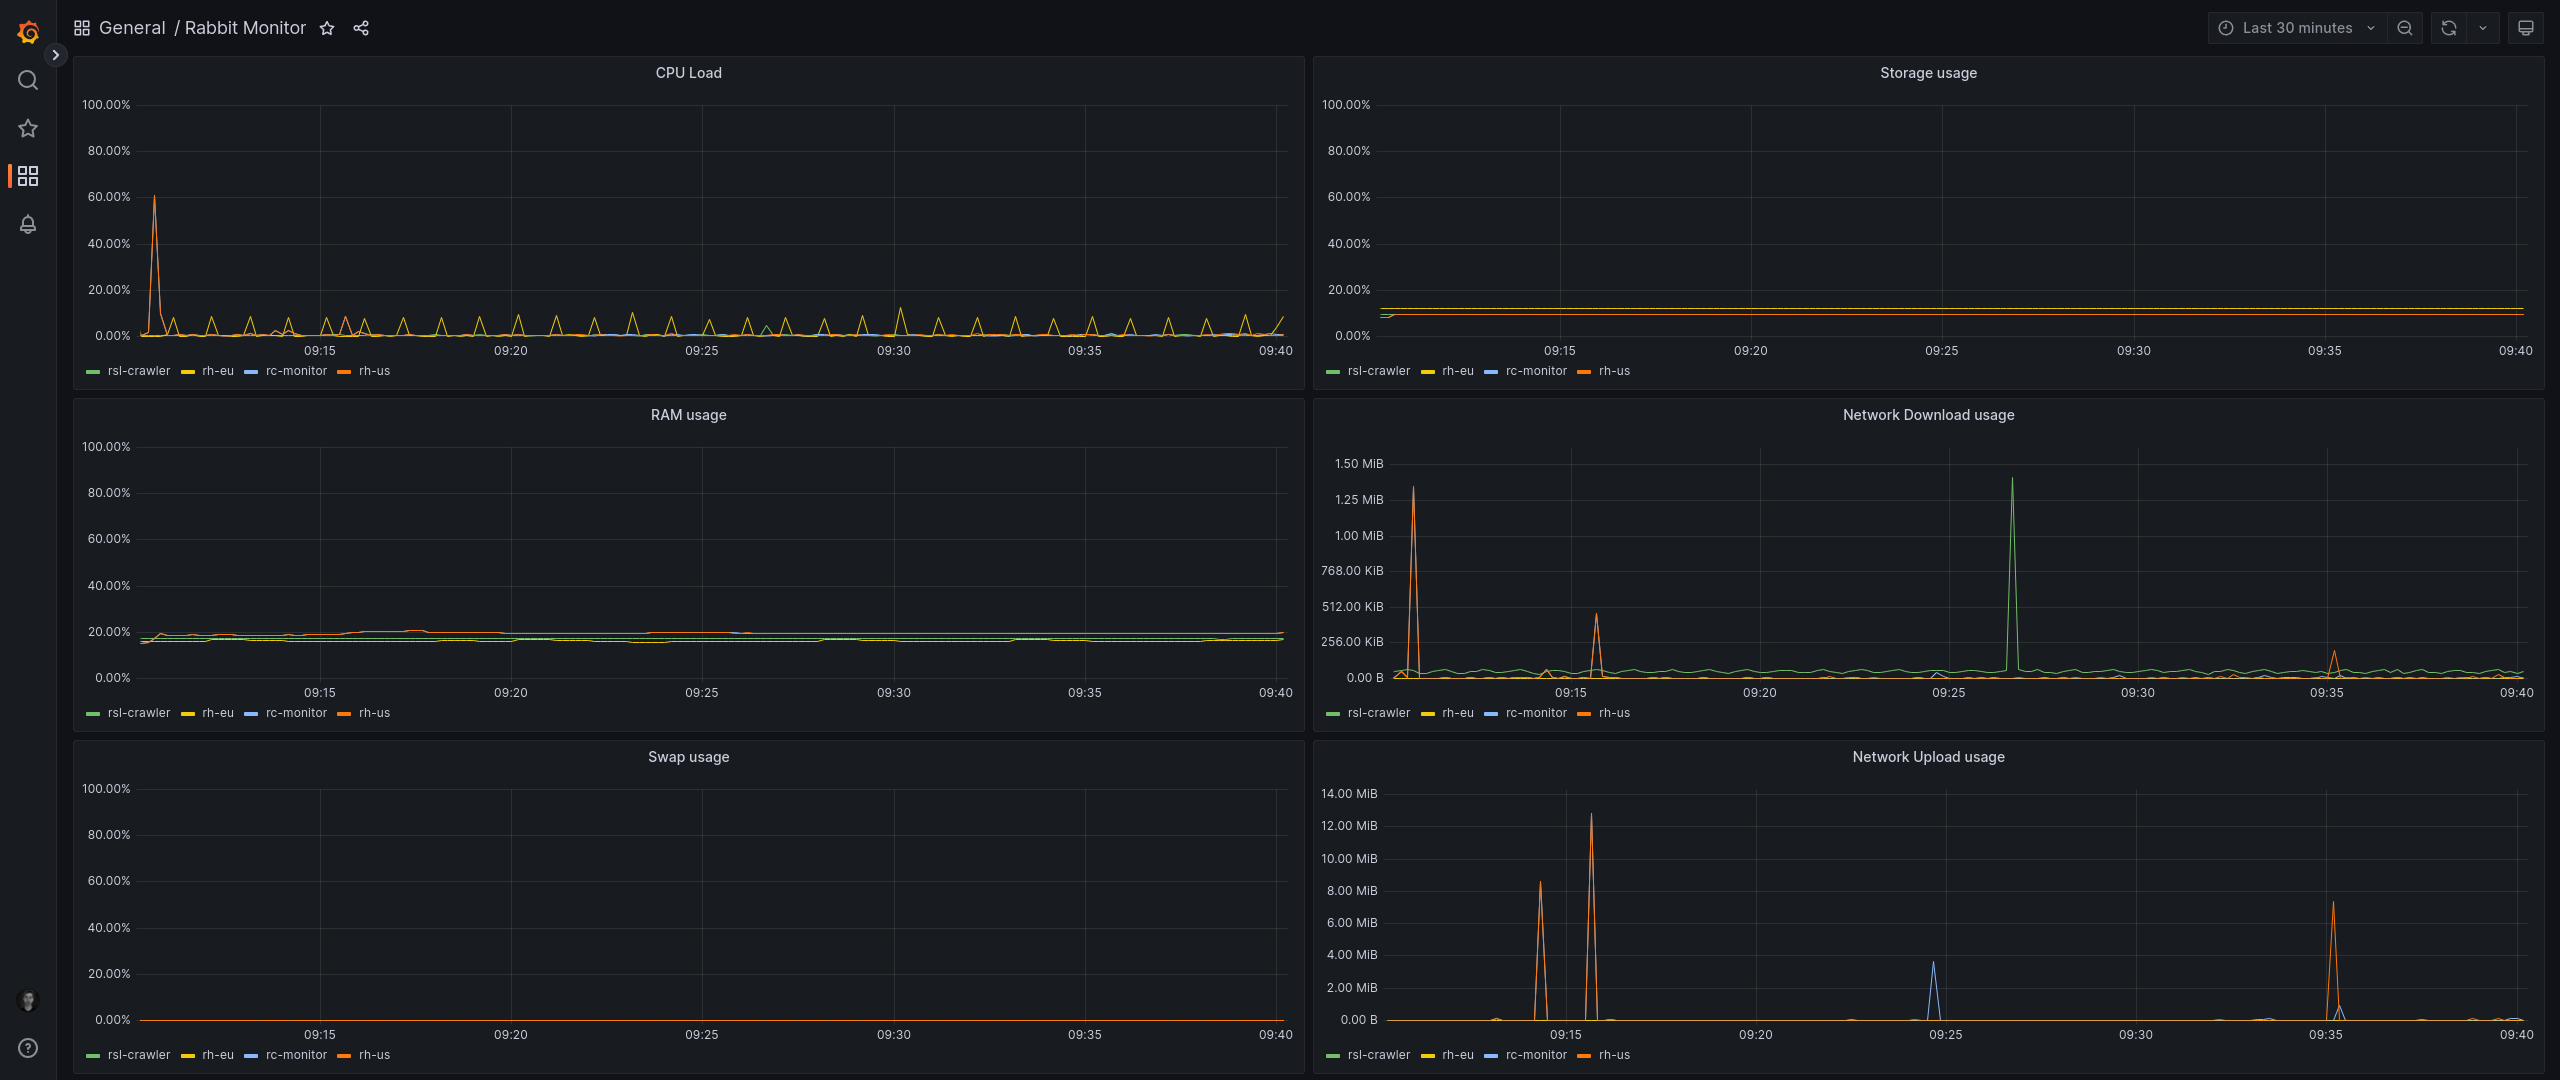 General / Rabbit Monitor
Last 30 minutes
CPU Load
100.00%
80.00%
60.00%
40.00%
20.00%
0.00%
09:15 09:20 09:25 09:30 09:35 09:40
rsl-crawler rh-eu rc-monitor rh-us
Storage usage
100.00%
80.00%
60.00%
40.00%
20.00%
0.00%
09:15 09:20 09:25 09:30 09:35 09:40
rsl-crawler rh-eu rc-monitor rh-us
RAM usage
100.00%
80.00%
60.00%
40.00%
20.00%
0.00%
09:15 09:20 09:25 09:30 09:35 09:40
rsl-crawler rh-eu rc-monitor rh-us
Network Download usage
1.50 MiB
1.25 MiB
1.00 MiB
768.00 KiB
512.00 KiB
256.00 KiB
0.00 B
09:15 09:20 09:25 09:30 09:35 09:40
rsl-crawler rh-eu rc-monitor rh-us
Swap usage
100.00%
80.00%
60.00%
40.00%
20.00%
0.00%
09:15 09:20 09:25 09:30 09:35 09:40
rsl-crawler rh-eu rc-monitor rh-us
Network Upload usage
14.00 MiB
12.00 MiB
10.00 MiB
8.00 MiB
6.00 MiB
4.00 MiB
2.00 MiB
0.00 B
09:15 09:20 09:25 09:30 09:35 09:40
rsl-crawler rh-eu rc-monitor rh-us